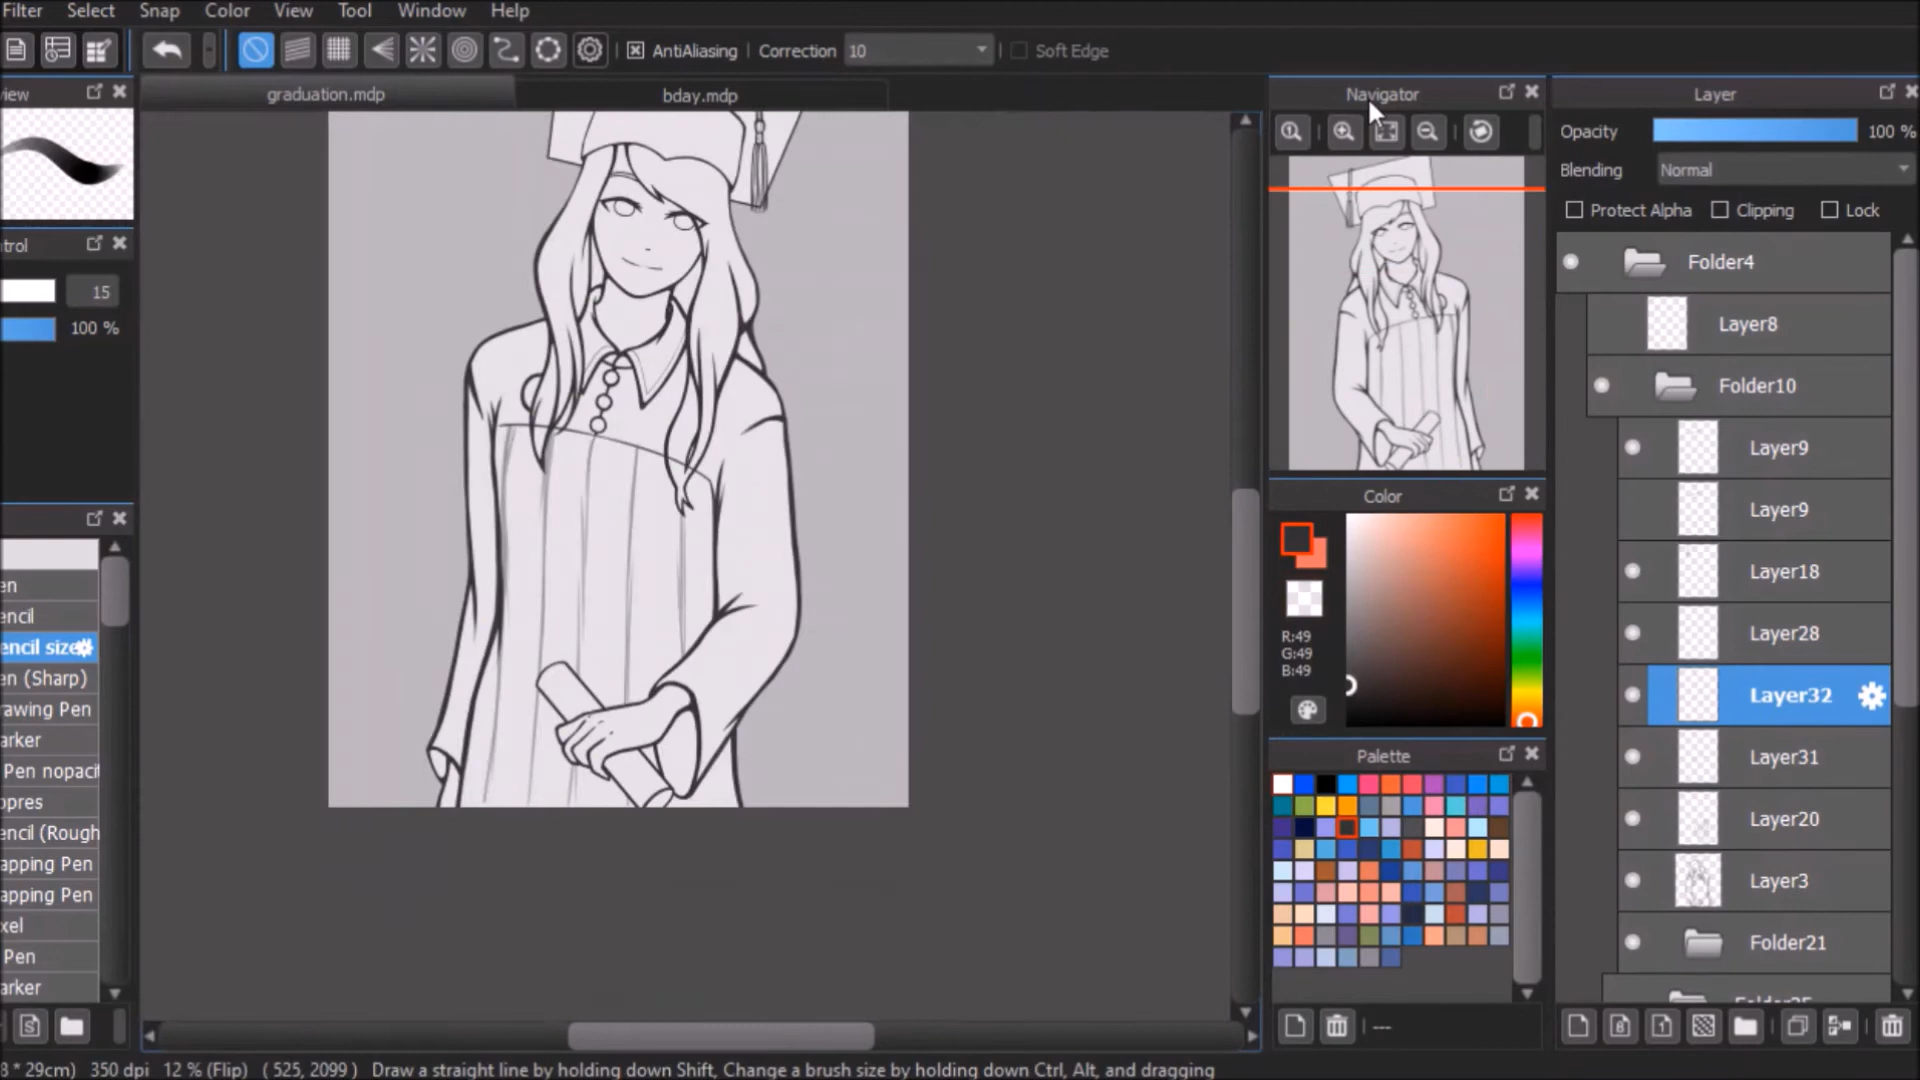 Filter Select Snap Color View Tool Window Help
AntiAliasing Correction 10 Soft Edge
view
graduation.mdp bday.mdp
Navigator
Layer
Opacity 100 %
Blending Normal
Protect Alpha Clipping Lock
trol
15
100 %
Folder4
Layer8
Folder10
Layer9
Layer9
Layer18
Layer28
Layer32
Layer31
Layer20
Layer3
Folder21
Color
R:49
G:49
B:49
Palette
---
en
encil
encil size
en (Sharp)
rawing Pen
arker
Pen nopacit
ppres
encil (Rough
apping Pen
apping Pen
xel
Pen
arker
8 * 29cm) 350 dpi 12 % (Flip) ( 525, 2099 ) Draw a straight line by holding down Shift, Change a brush size by holding down Ctrl, Alt, and dragging